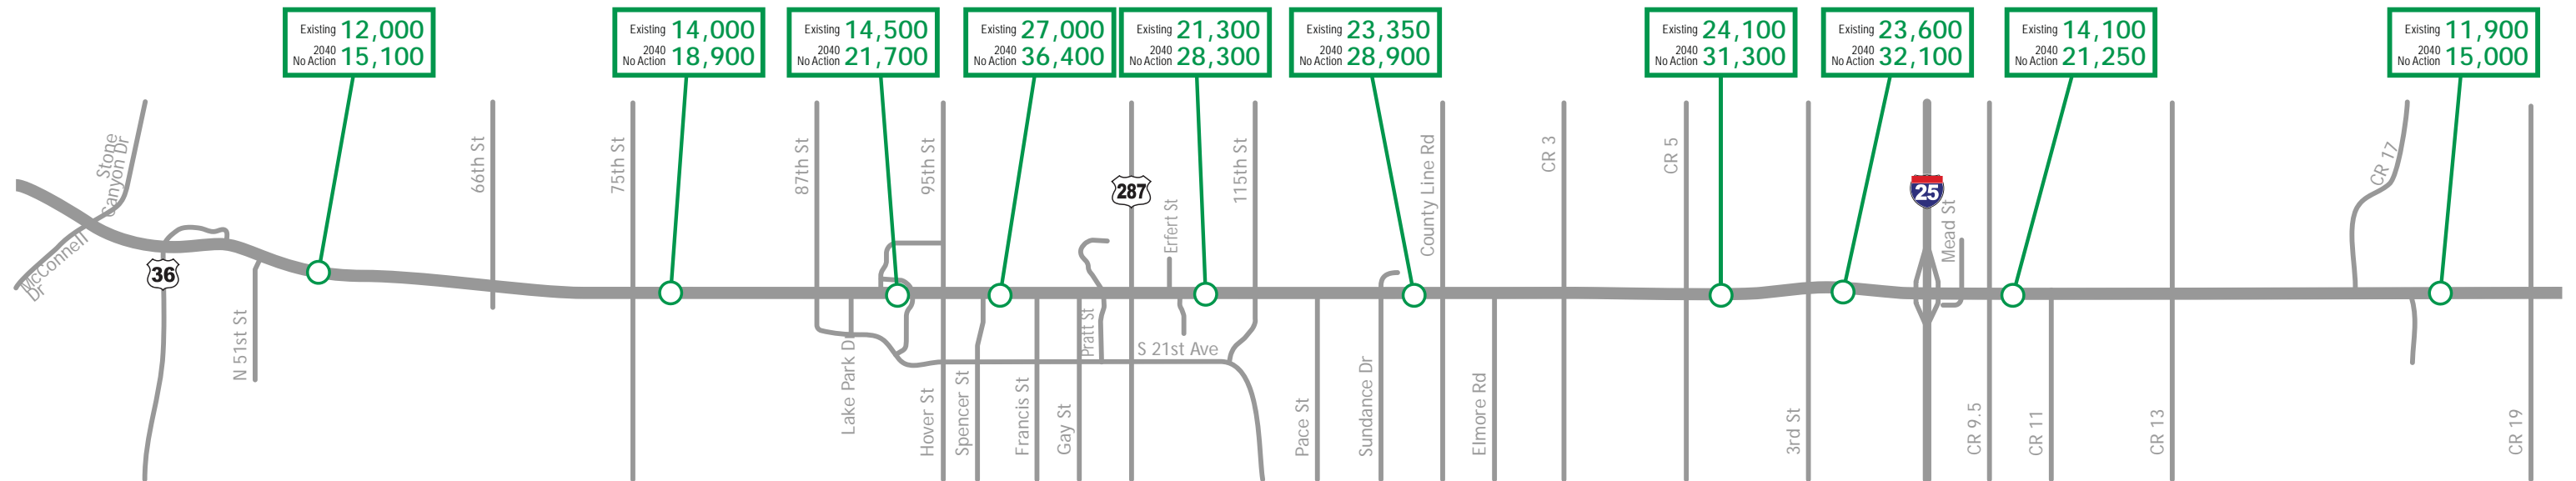 Existing 12,000
2040 No Action 15,100
Existing 14,000
2040 No Action 18,900
Existing 14,500
2040 No Action 21,700
Existing 27,000
2040 No Action 36,400
Existing 21,300
2040 No Action 28,300
Existing 23,350
2040 No Action 28,900
Existing 24,100
2040 No Action 31,300
Existing 23,600
2040 No Action 32,100
Existing 14,100
2040 No Action 21,250
Existing 11,900
2040 No Action 15,000
Stone
Canyon Dr
McConnell
Dr
36
N 51st St
66th St
75th St
87th St
Lake Park D
95th St
Hover St
Spencer St
Francis St
Gay St
Pratt St
287
Erfert St
S 21st Ave
115th St
Pace St
Sundance Dr
County Line Rd
Elmore Rd
CR 3
CR 5
3rd St
25
Mead St
CR 9.5
CR 11
CR 13
CR 17
CR 19